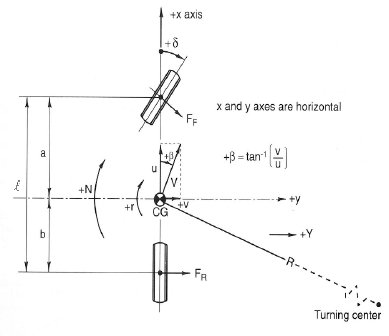 +x axis
+δ
x and y axes are horizontal
F_F
a
u
+β
V
+β = tan⁻¹ (v/u)
ℓ
+N
+r
+v
+y
CG
b
+Y
R
F_R
Turning center